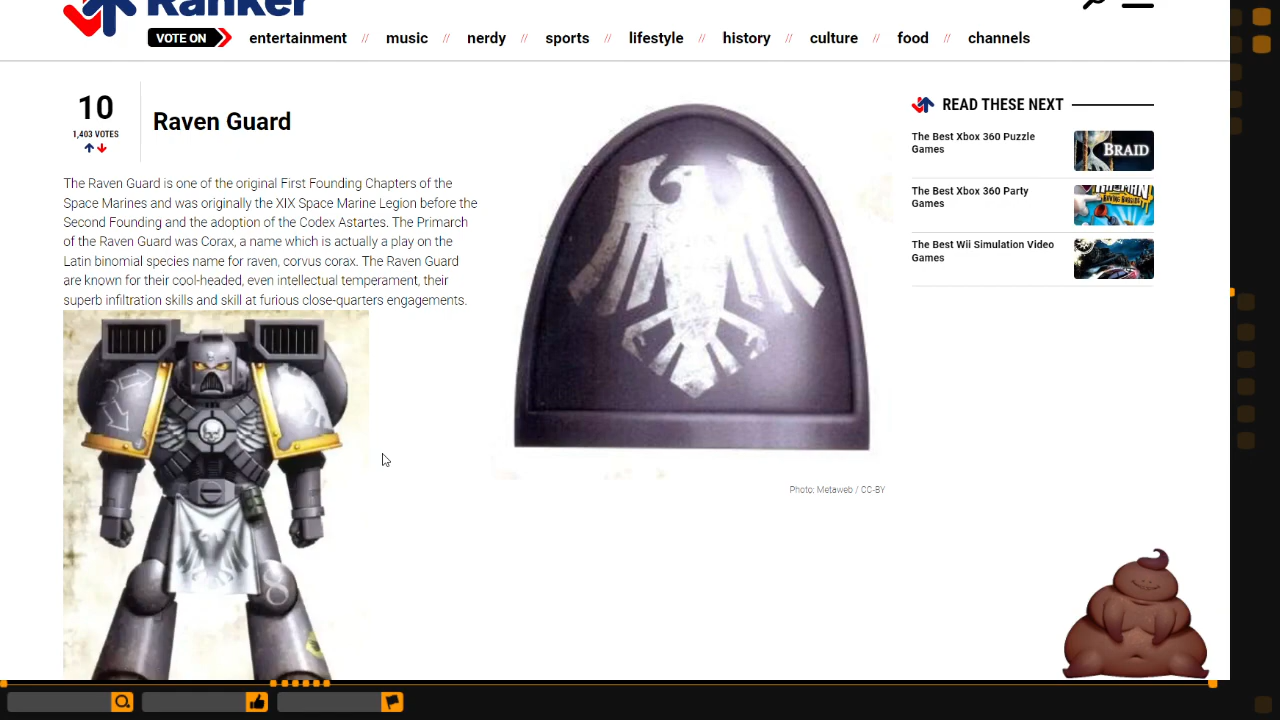 Ranker
VOTE ON entertainment // music // nerdy // sports // lifestyle // history // culture // food // channels
10
1,403 VOTES
Raven Guard
The Raven Guard is one of the original First Founding Chapters of the
Space Marines and was originally the XIX Space Marine Legion before the
Second Founding and the adoption of the Codex Astartes. The Primarch
of the Raven Guard was Corax, a name which is actually a play on the
Latin binomial species name for raven, corvus corax. The Raven Guard
are known for their cool-headed, even intellectual temperament, their
superb infiltration skills and skill at furious close-quarters engagements.
8
Photo: Metaweb / CC-BY
READ THESE NEXT
The Best Xbox 360 Puzzle
Games
BRAID
The Best Xbox 360 Party
Games
The Best Wii Simulation Video
Games